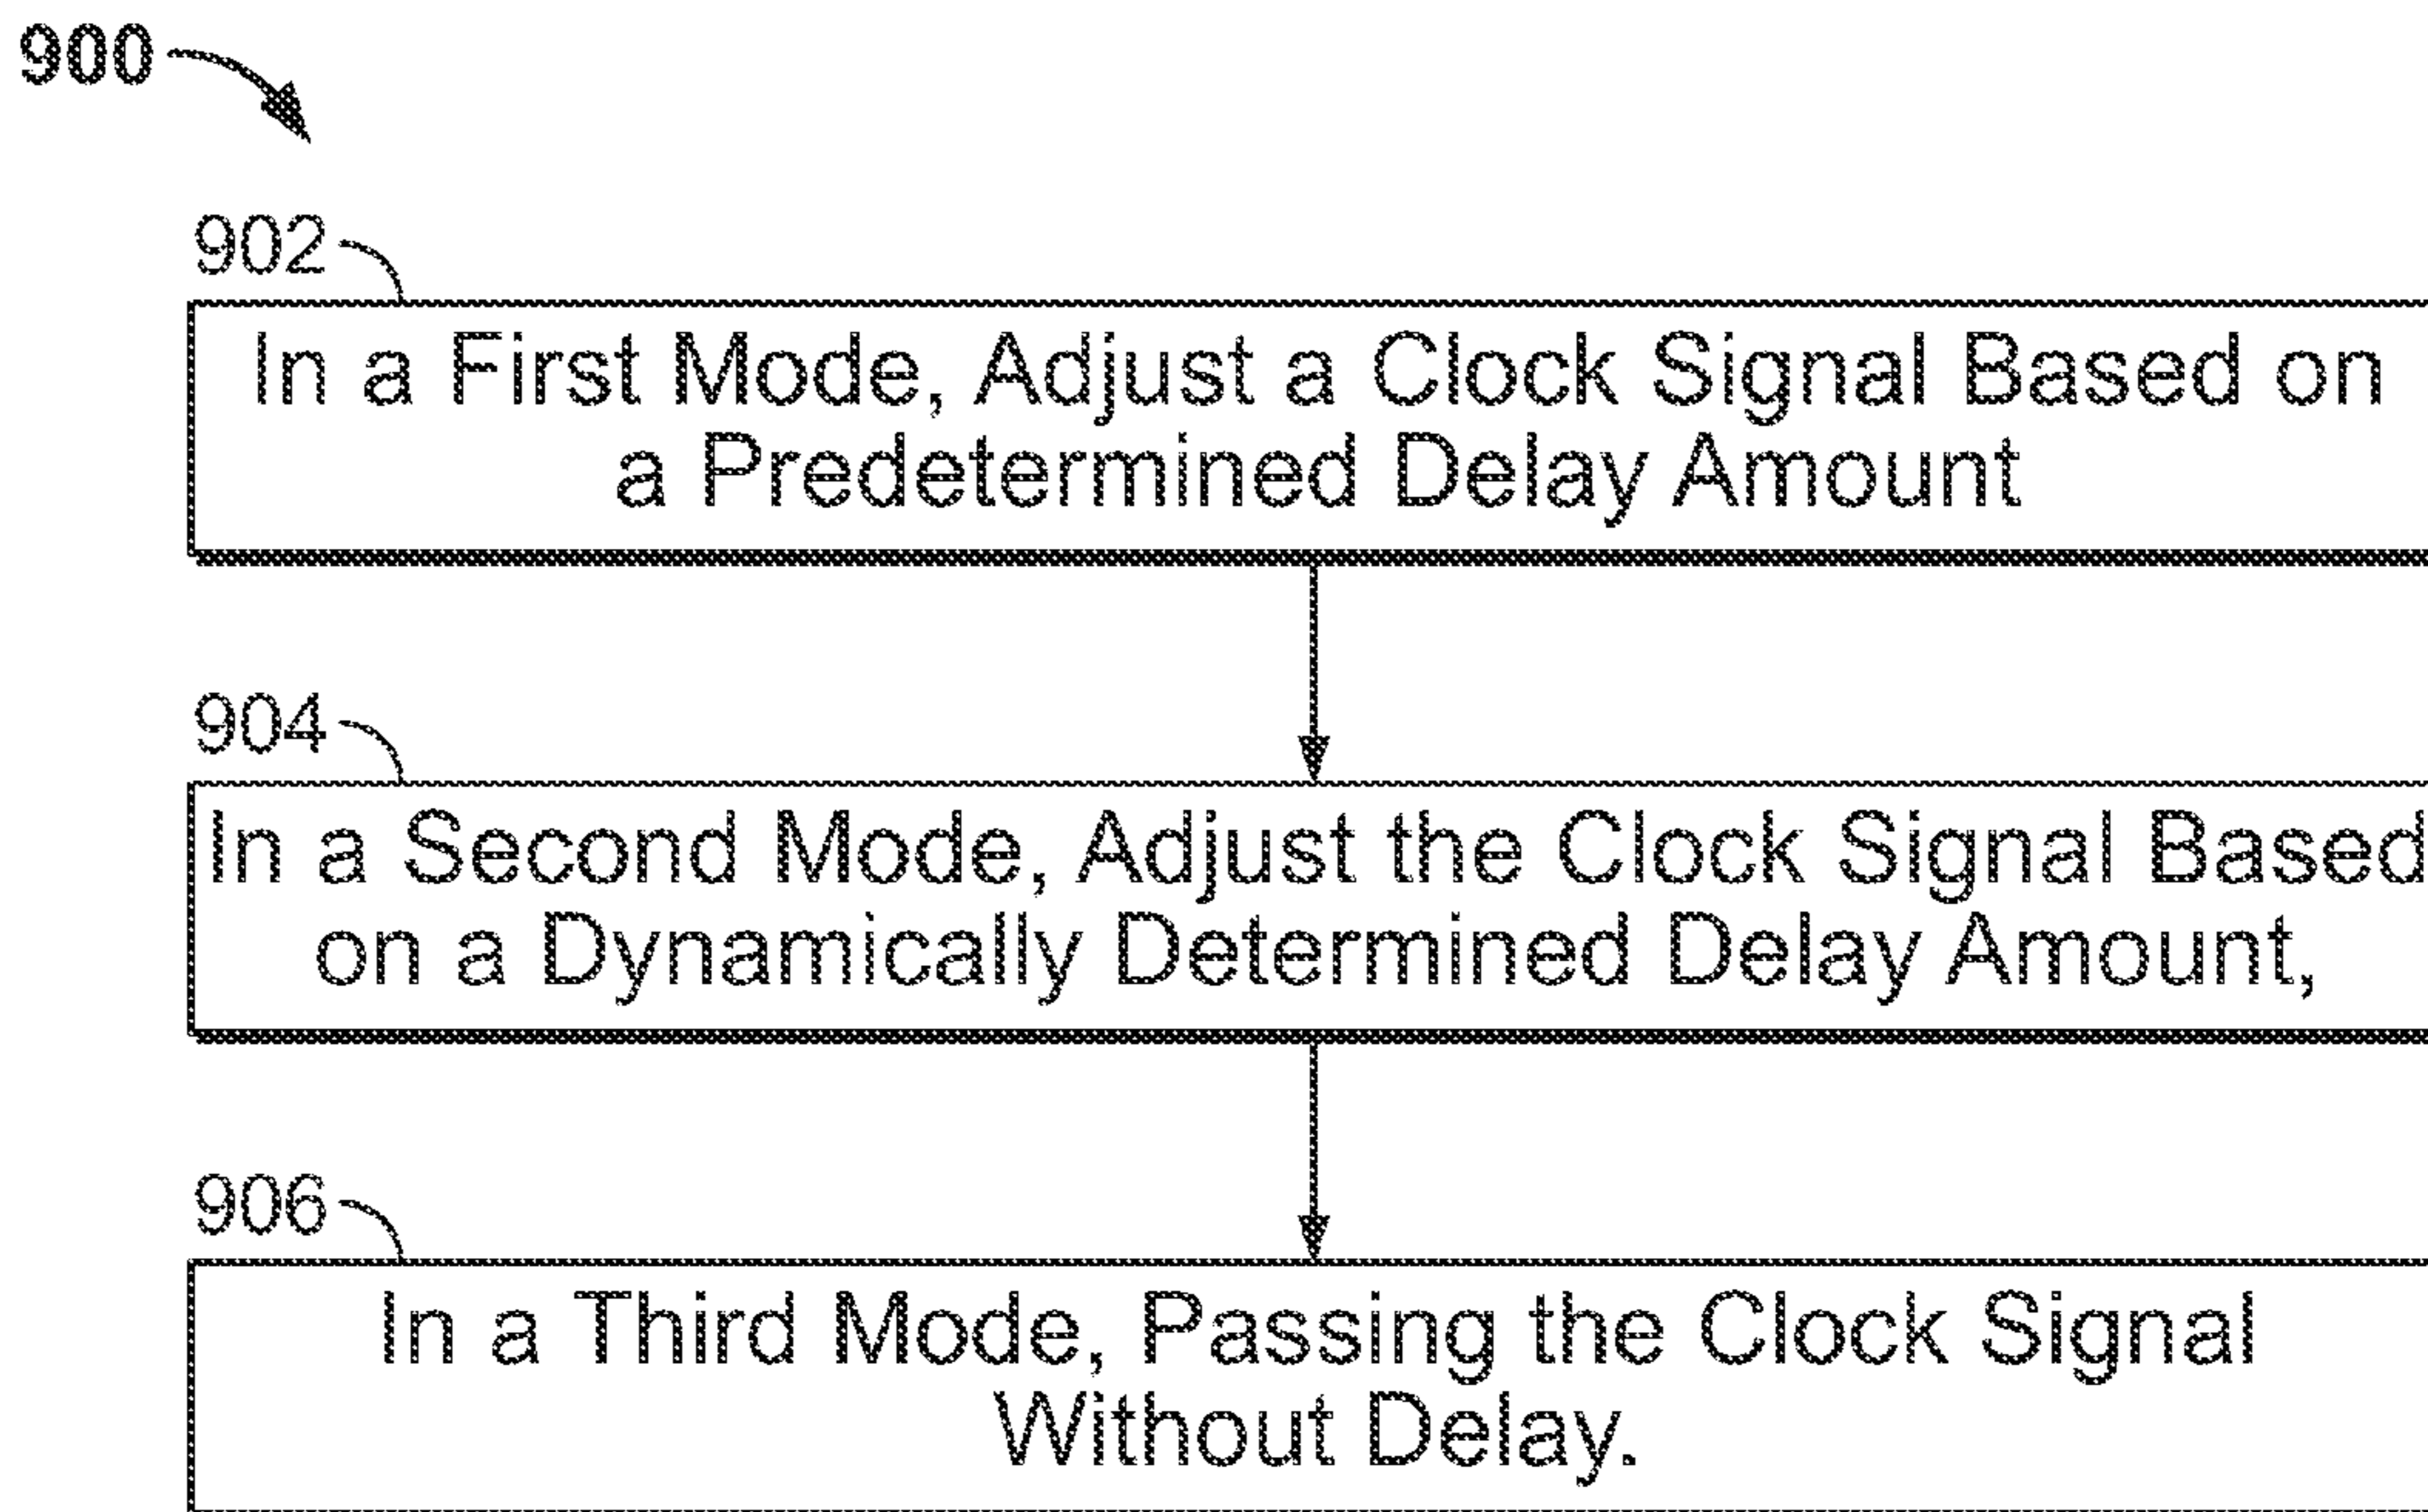 900
902
In a First Mode, Adjust a Clock Signal Based on
a Predetermined Delay Amount
904
In a Second Mode, Adjust the Clock Signal Based
on a Dynamically Determined Delay Amount,
906
In a Third Mode, Passing the Clock Signal
Without Delay.